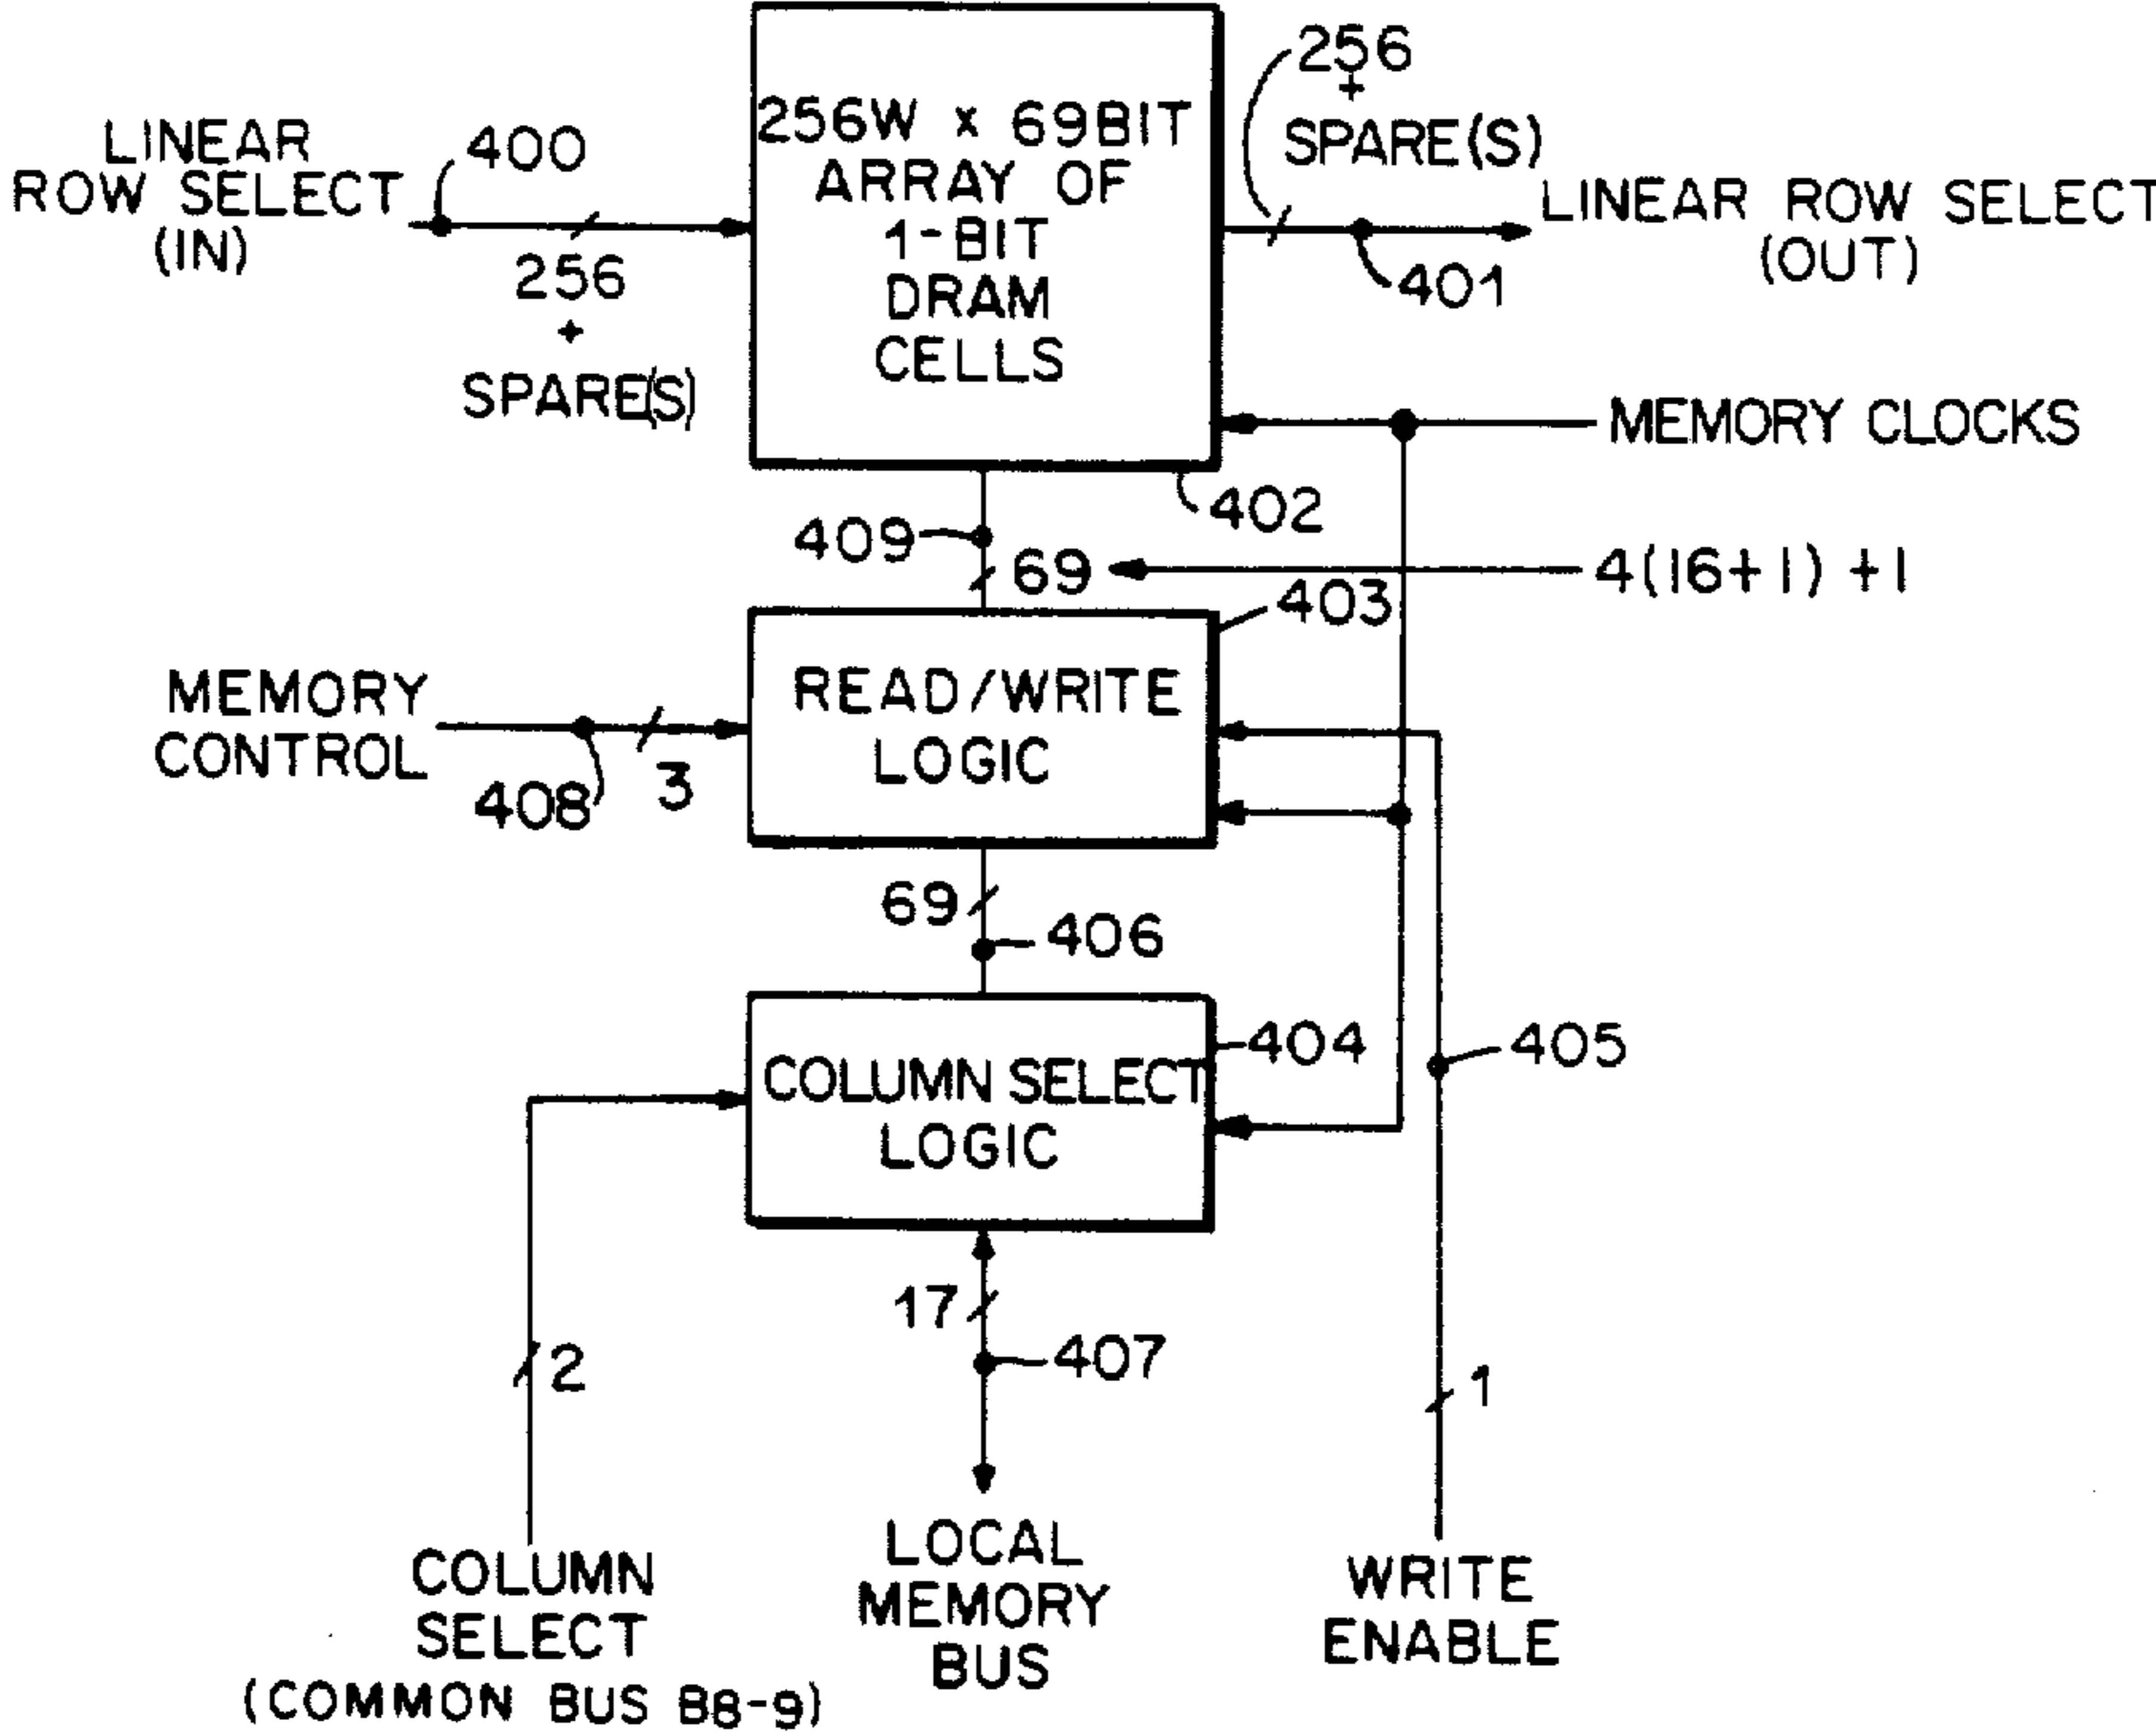 256W x 69BIT
ARRAY OF
1-BIT
DRAM
CELLS
LINEAR
ROW SELECT
(IN)
400
256
+
SPARE(S)
256
+
SPARE(S)
LINEAR ROW SELECT
(OUT)
401
MEMORY CLOCKS
402
409
69
4(16+1)+1
403
READ/WRITE
LOGIC
MEMORY
CONTROL
408
3
69
406
COLUMN SELECT
LOGIC
404
405
17
407
2
1
COLUMN
SELECT
(COMMON BUS B8-9)
LOCAL
MEMORY
BUS
WRITE
ENABLE